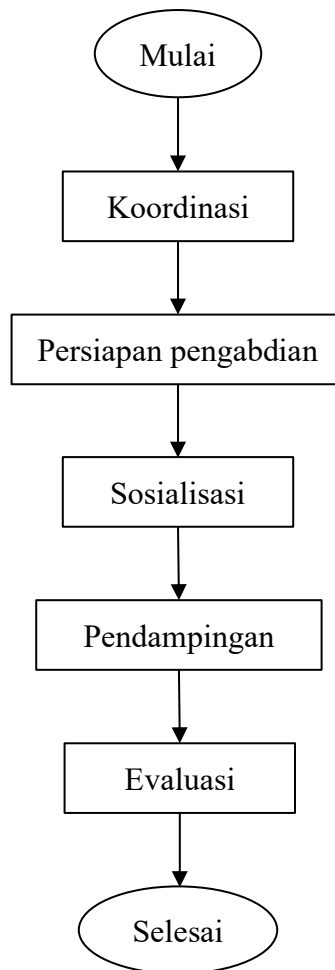 Mulai
Koordinasi
Persiapan pengabdian
Sosialisasi
Pendampingan
Evaluasi
Selesai